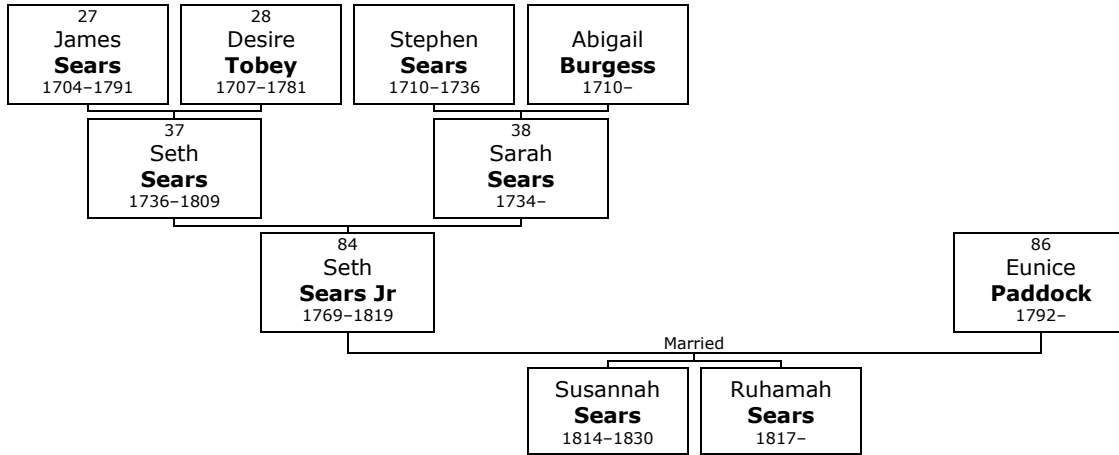 27
James
Sears
1704–1791
28
Desire
Tobey
1707–1781
Stephen
Sears
1710–1736
Abigail
Burgess
1710–
37
Seth
Sears
1736–1809
38
Sarah
Sears
1734–
84
Seth
Sears Jr
1769–1819
86
Eunice
Paddock
1792–
Married
Susannah
Sears
1814–1830
Ruhamah
Sears
1817–